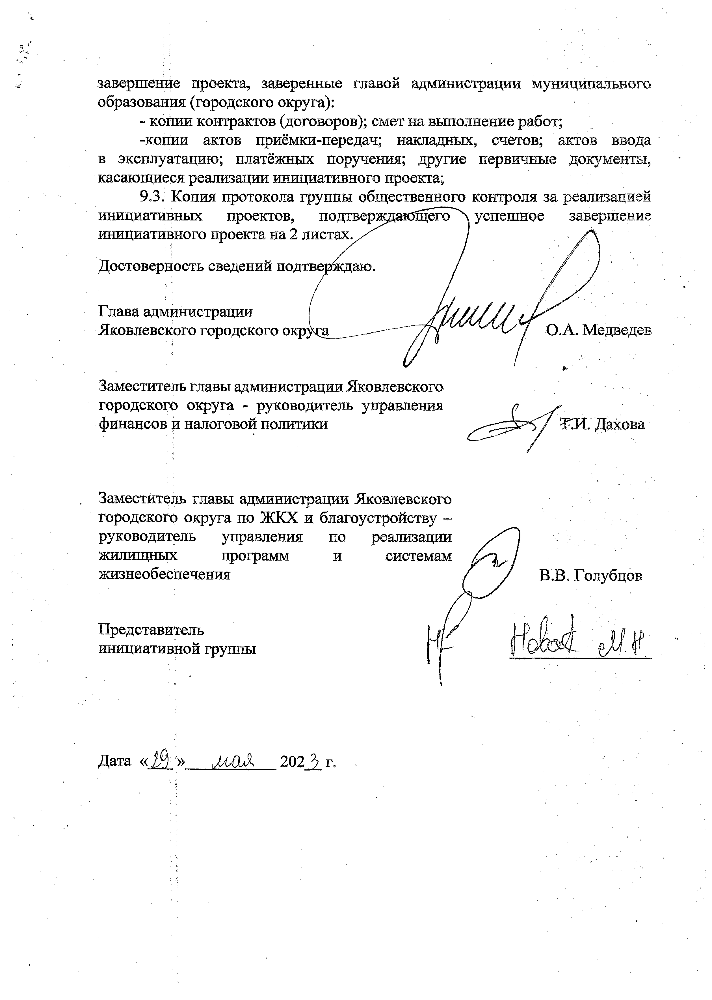 завершение проекта, заверенные главой администрации муниципального
образования (городского округа):
- копии контрактов (договоров); смет на выполнение работ;
-копии актов приёмки-передач; накладных, счетов; актов ввода
в эксплуатацию; платёжных поручения; другие первичные документы,
касающиеся реализации инициативного проекта;
9.3. Копия протокола группы общественного контроля за реализацией
инициативных проектов, подтверждающего успешное завершение
инициативного проекта на 2 листах.
Достоверность сведений подтверждаю.
Глава администрации
Яковлевского городского округа О.А. Медведев
Заместитель главы администрации Яковлевского
городского округа - руководитель управления
финансов и налоговой политики Т.И. Дахова
Заместитель главы администрации Яковлевского
городского округа по ЖКХ и благоустройству –
руководитель управления по реализации
жилищных программ и системам
жизнеобеспечения В.В. Голубцов
Представитель
инициативной группы М.Н.
Дата «29» мая 2023 г.